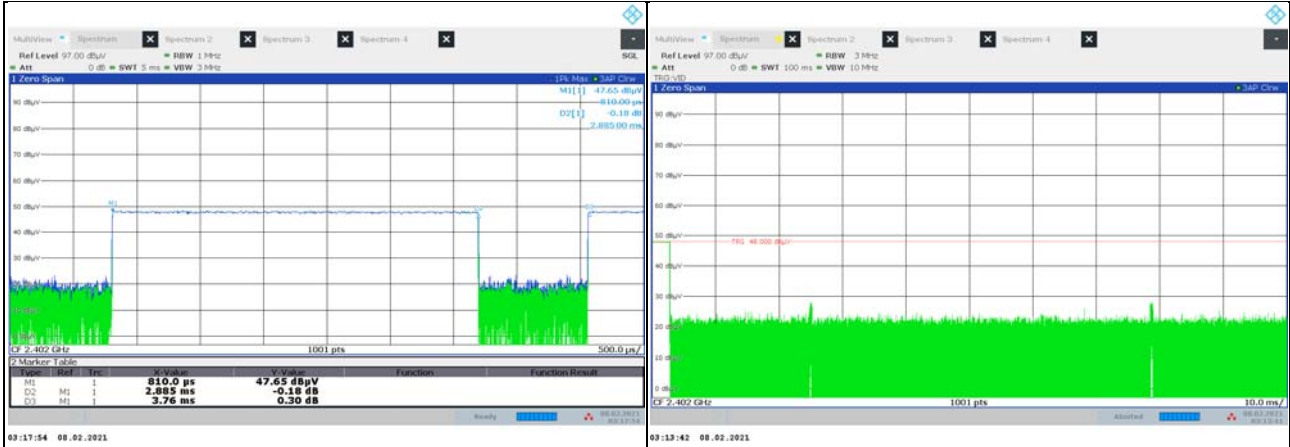 MultiView Spectrum Spectrum 2 Spectrum 3 Spectrum 4
Ref Level 97.00 dBµV RBW 1 MHz SGL
Att 0 dB SWT 5 ms VBW 3 MHz
1 Zero Span 1Pk Max 3AP Clrw
M1[1] 47.65 dBµV
810.00 µs
D2[1] -0.18 dB
2.88500 ms
90 dBµV
80 dBµV
70 dBµV
60 dBµV
50 dBµV
40 dBµV
30 dBµV
M1
CF 2.402 GHz 1001 pts 500.0 µs/
2 Marker Table
Type Ref Trc X-Value Y-Value Function Function Result
M1 1 810.0 µs 47.65 dBµV
D2 M1 1 2.885 ms -0.18 dB
D3 M1 1 3.76 ms 0.30 dB
Ready 08.02.2021
03:17:54
03:17:54 08.02.2021
MultiView Spectrum Spectrum 2 Spectrum 3 Spectrum 4
Ref Level 97.00 dBµV RBW 3 MHz
Att 0 dB SWT 100 ms VBW 10 MHz
TRG:VID
1 Zero Span 3AP Clrw
90 dBµV
80 dBµV
70 dBµV
60 dBµV
50 dBµV
TRG 48.000 dBµV
40 dBµV
30 dBµV
20 dBµV
10 dBµV
0 dBµV
CF 2.402 GHz 1001 pts 10.0 ms/
Aborted 08.02.2021
03:13:42 08.02.2021